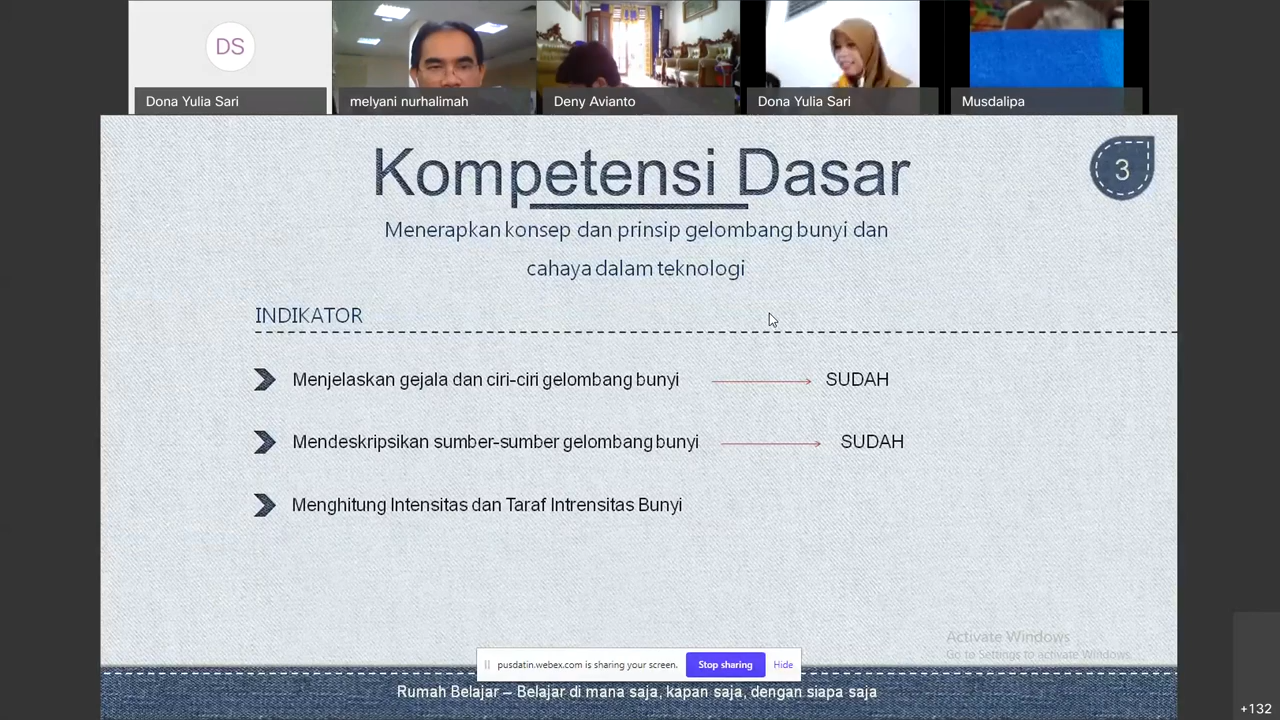 DS
Dona Yulia Sari
melyani nurhalimah
Deny Avianto
Dona Yulia Sari
Musdalipa
Kompetensi Dasar
3
Menerapkan konsep dan prinsip gelombang bunyi dan
cahaya dalam teknologi
INDIKATOR
Menjelaskan gejala dan ciri-ciri gelombang bunyi SUDAH
Mendeskripsikan sumber-sumber gelombang bunyi SUDAH
Menghitung Intensitas dan Taraf Intrensitas Bunyi
Activate Windows
Go to Settings to activate Windows.
pusdatin.webex.com is sharing your screen. Stop sharing Hide
Rumah Belajar – Belajar di mana saja, kapan saja, dengan siapa saja
+132